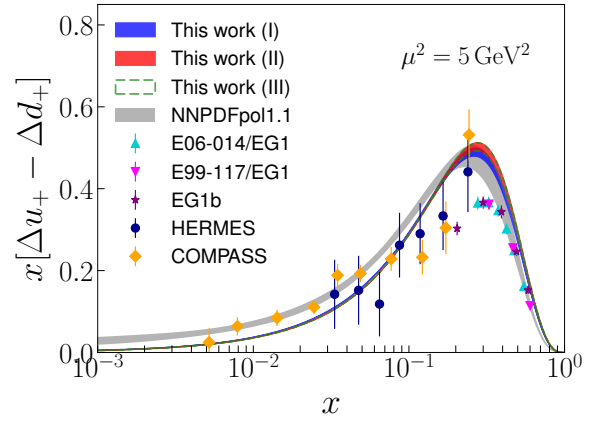 x[Δu₊ − Δd₊]
0.8
0.6
0.4
0.2
0.0
This work (I)
This work (II)
This work (III)
NNPDFpol1.1
E06-014/EG1
E99-117/EG1
EG1b
HERMES
COMPASS
μ² = 5 GeV²
10⁻³ 10⁻² 10⁻¹ 10⁰
x